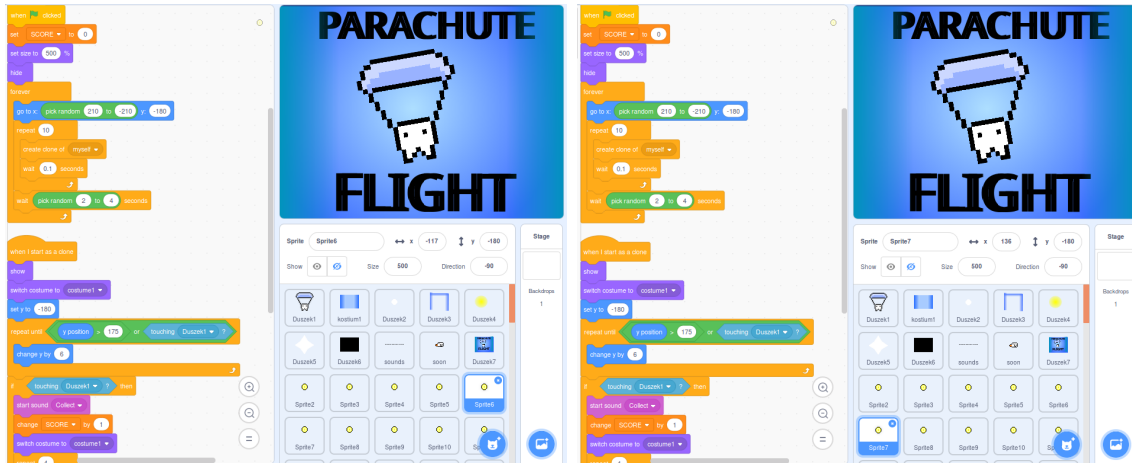 when clicked
set SCORE to 0
set size to 500 %
hide
forever
go to x: pick random 210 to -210 y: -180
repeat 10
create clone of myself
wait 0.1 seconds
wait pick random 2 to 4 seconds
when I start as a clone
show
switch costume to costume1
set y to -180
repeat until y position > 175 or touching Duszek1 ?
change y by 6
if touching Duszek1 ? then
start sound Collect
change SCORE by 1
switch costume to costume1
PARACHUTE
FLIGHT
Sprite Sprite6 x -117 y -180
Show Size 500 Direction -90
Duszek1 kostium1 Duszek2 Duszek3 Duszek4
Duszek5 Duszek6 sounds soon Duszek7
Sprite2 Sprite3 Sprite4 Sprite5 Sprite6
Sprite7 Sprite8 Sprite9 Sprite10
Stage
Backdrops
1
when clicked
set SCORE to 0
set size to 500 %
hide
forever
go to x: pick random 210 to -210 y: -180
repeat 10
create clone of myself
wait 0.1 seconds
wait pick random 2 to 4 seconds
when I start as a clone
show
switch costume to costume1
set y to -180
repeat until y position > 175 or touching Duszek1 ?
change y by 6
if touching Duszek1 ? then
start sound Collect
change SCORE by 1
switch costume to costume1
PARACHUTE
FLIGHT
Sprite Sprite7 x 136 y -180
Show Size 500 Direction -90
Duszek1 kostium1 Duszek2 Duszek3 Duszek4
Duszek5 Duszek6 sounds soon Duszek7
Sprite2 Sprite3 Sprite4 Sprite5 Sprite6
Sprite7 Sprite8 Sprite9 Sprite10
Stage
Backdrops
1